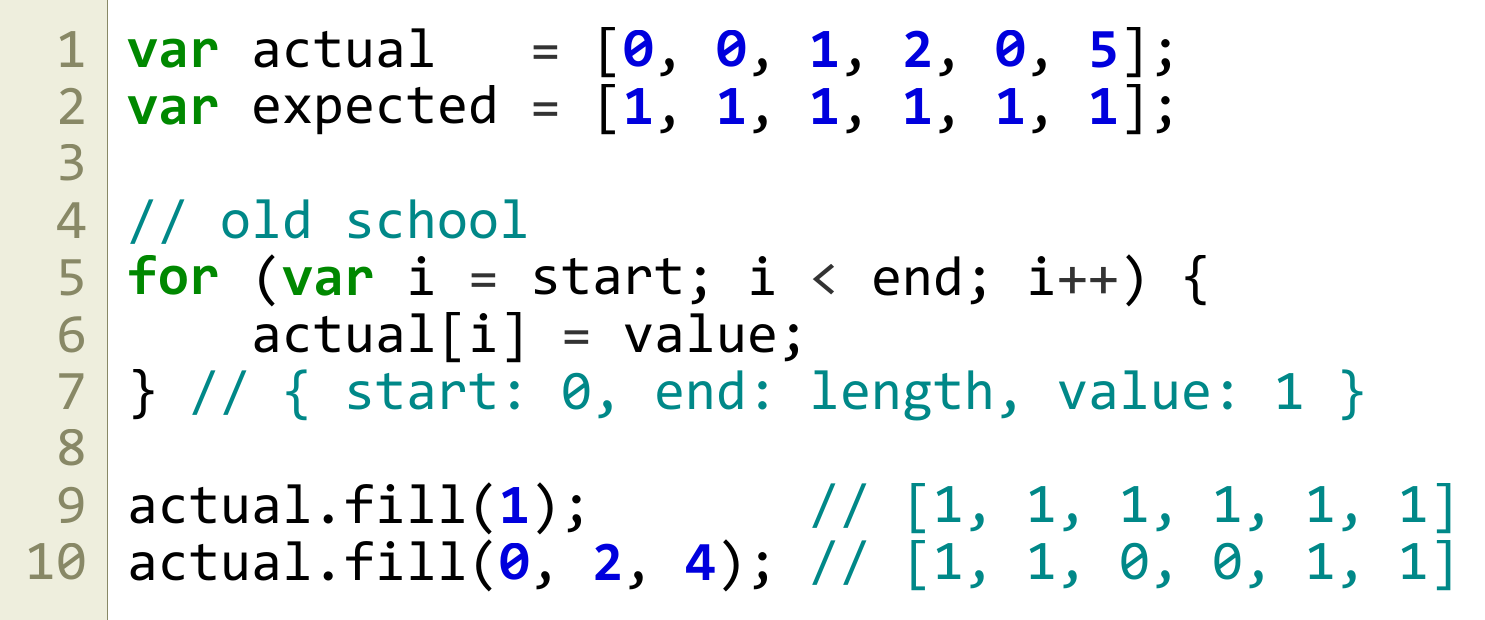 1 var actual   = [0, 0, 1, 2, 0, 5];
2 var expected = [1, 1, 1, 1, 1, 1];
3
4 // old school
5 for (var i = start; i < end; i++) {
6     actual[i] = value;
7 } // { start: 0, end: length, value: 1 }
8
9 actual.fill(1);       // [1, 1, 1, 1, 1, 1]
10 actual.fill(0, 2, 4); // [1, 1, 0, 0, 1, 1]